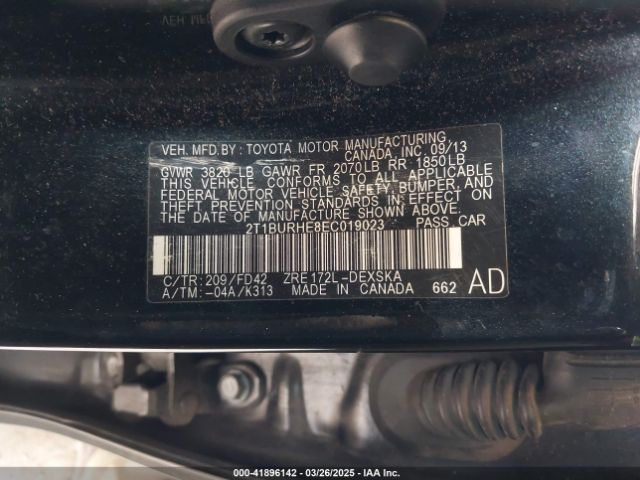 VEH. MFD. BY: TOYOTA MOTOR MANUFACTURING
CANADA INC. 09/13
GVWR 3820 LB GAWR FR 2070 LB RR 1850 LB
THIS VEHICLE CONFORMS TO ALL APPLICABLE
FEDERAL MOTOR VEHICLE SAFETY, BUMPER, AND
THEFT PREVENTION STANDARDS IN EFFECT ON
THE DATE OF MANUFACTURE SHOWN ABOVE.
2T1BURHE8EC019023 PASS. CAR
C/TR: 209/FD42 ZRE172L-DEXSKA
A/TM: -04A/K313 MADE IN CANADA 662 AD
000-41896142 — 03/26/2025 — IAA Inc.